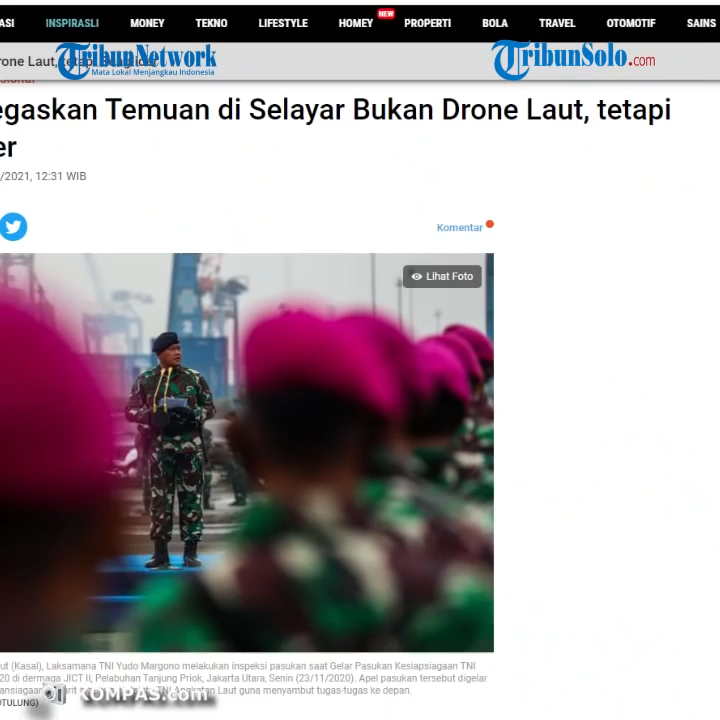 ASI INSPIRASLI MONEY TEKNO LIFESTYLE HOMEY NEW PROPERTI BOLA TRAVEL OTOMOTIF SAINS
rone Laut, tetapi
TribunNetwork
Mata Lokal Menjangkau Indonesia
TribunSolo.com
egaskan Temuan di Selayar Bukan Drone Laut, tetapi
er
/2021, 12:31 WIB
Komentar
Lihat Foto
ut (Kasal), Laksamana TNI Yudo Margono melakukan inspeksi pasukan saat Gelar Pasukan Kesiapsiagaan TNI
20 di dermaga JICT II, Pelabuhan Tanjung Priok, Jakarta Utara, Senin (23/11/2020). Apel pasukan tersebut digelar
Angkatan Laut guna menyambut tugas-tugas ke depan.
KOMPAS.com
OTULUNG)